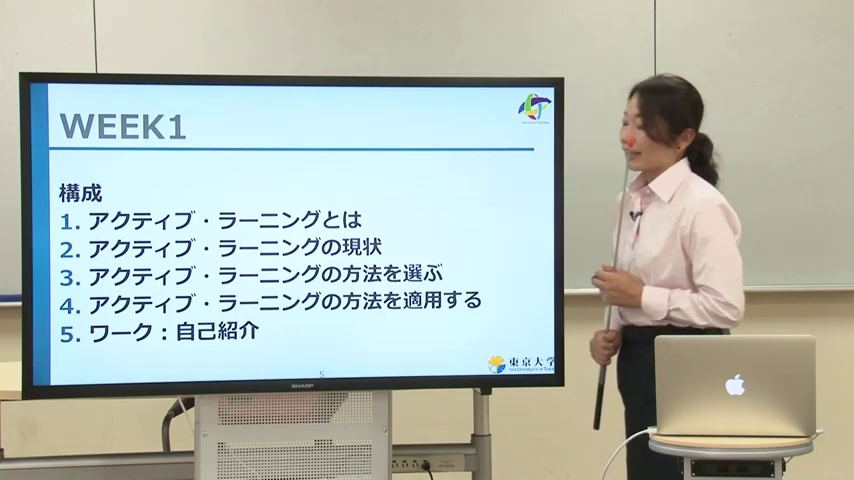 WEEK1
構成
1. アクティブ・ラーニングとは
2. アクティブ・ラーニングの現状
3. アクティブ・ラーニングの方法を選ぶ
4. アクティブ・ラーニングの方法を適用する
5. ワーク：自己紹介
5
東京大学
SHARP